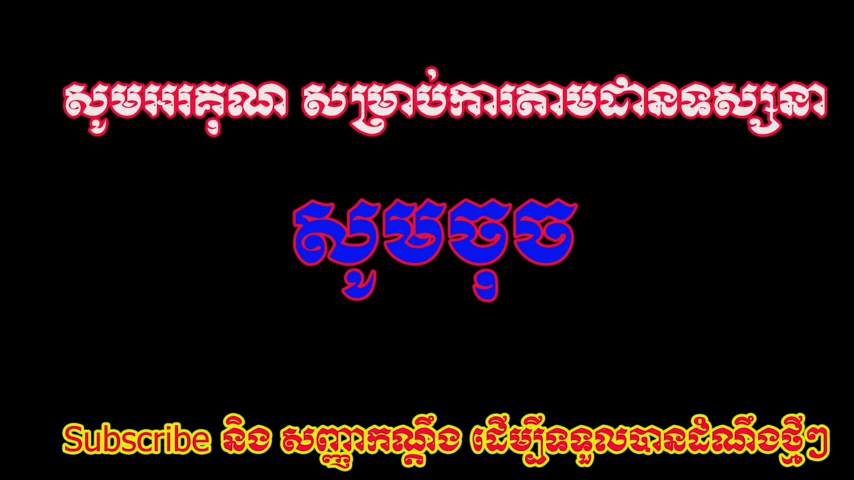 សូមអរគុណ សម្រាប់ការតាមដានទស្សនា
សូមចុច
Subscribe និង សញ្ញាកណ្ដឹង ដើម្បីទទួលបានដំណឹងថ្មីៗ